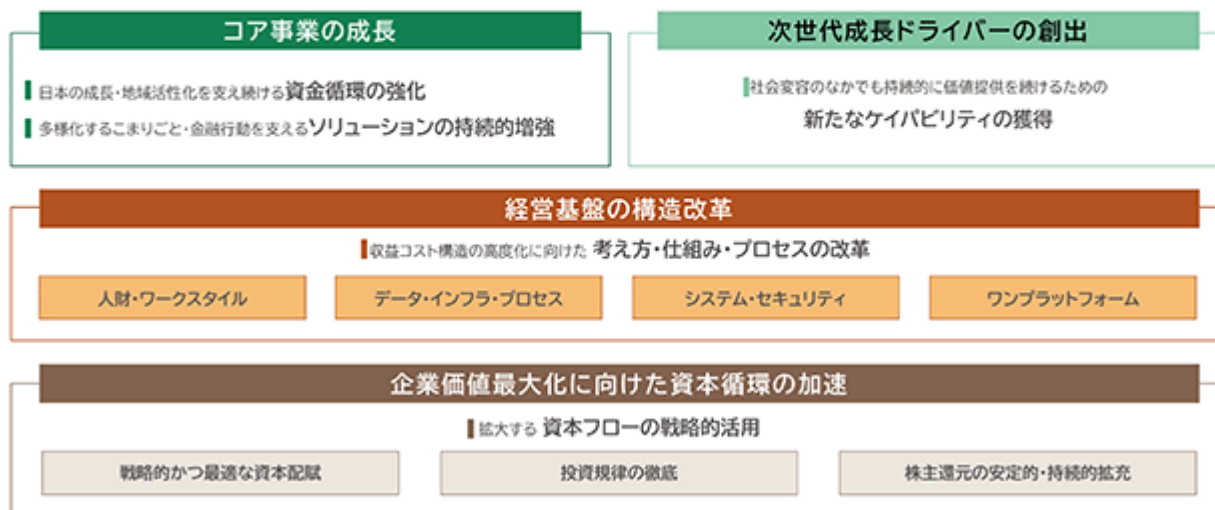 コア事業の成長
日本の成長・地域活性化を支え続ける資金循環の強化
多様化するこまりごと・金融行動を支えるソリューションの持続的増強
次世代成長ドライバーの創出
社会変容のなかでも持続的に価値提供を続けるための
新たなケイパビリティの獲得
経営基盤の構造改革
収益コスト構造の高度化に向けた 考え方・仕組み・プロセスの改革
人財・ワークスタイル
データ・インフラ・プロセス
システム・セキュリティ
ワンプラットフォーム
企業価値最大化に向けた資本循環の加速
拡大する 資本フローの戦略的活用
戦略的かつ最適な資本配賦
投資規律の徹底
株主還元の安定的・持続的拡充